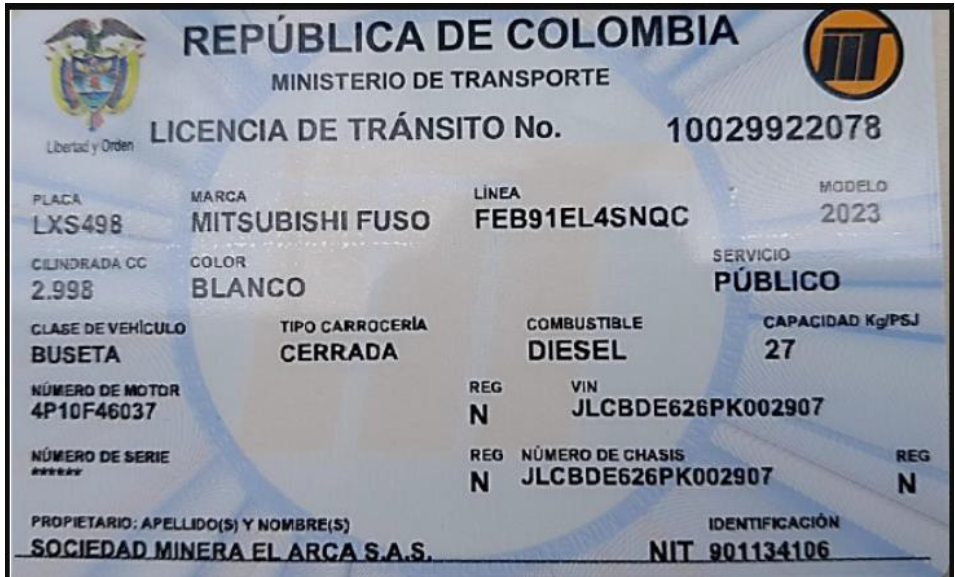 REPÚBLICA DE COLOMBIA
MINISTERIO DE TRANSPORTE
Libertad y Orden
LICENCIA DE TRÁNSITO No. 10029922078
PLACA MARCA LÍNEA MODELO
LXS498 MITSUBISHI FUSO FEB91EL4SNQC 2023
CILINDRADA CC COLOR SERVICIO
2.998 BLANCO PÚBLICO
CLASE DE VEHÍCULO TIPO CARROCERÍA COMBUSTIBLE CAPACIDAD Kg/PSJ
BUSETA CERRADA DIESEL 27
NÚMERO DE MOTOR REG VIN
4P10F46037 N JLCBDE626PK002907
NÚMERO DE SERIE REG NÚMERO DE CHASIS REG
****** N JLCBDE626PK002907 N
PROPIETARIO: APELLIDO(S) Y NOMBRE(S) IDENTIFICACIÓN
SOCIEDAD MINERA EL ARCA S.A.S. NIT 901134106